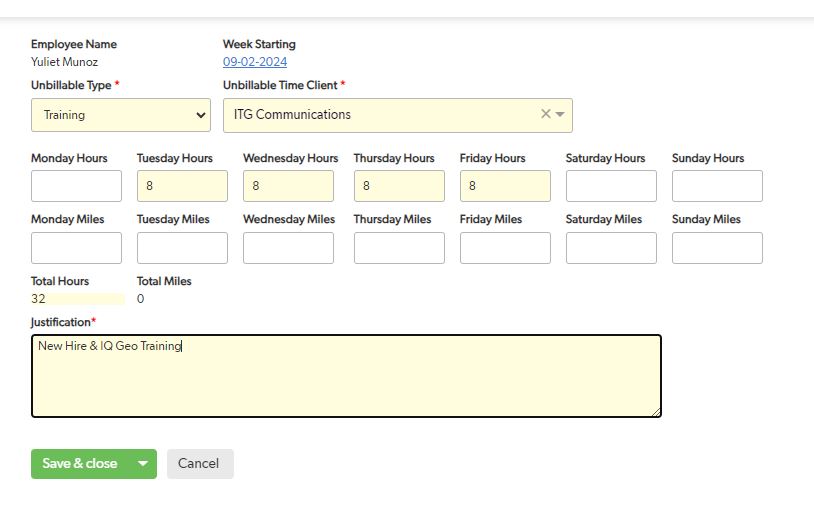 Employee Name Week Starting
Yuliet Munoz 09-02-2024
Unbillable Type * Unbillable Time Client *
Training ITG Communications
Monday Hours Tuesday Hours Wednesday Hours Thursday Hours Friday Hours Saturday Hours Sunday Hours
8 8 8 8
Monday Miles Tuesday Miles Wednesday Miles Thursday Miles Friday Miles Saturday Miles Sunday Miles
Total Hours Total Miles
32 0
Justification*
New Hire & IQ Geo Training
Save & close Cancel